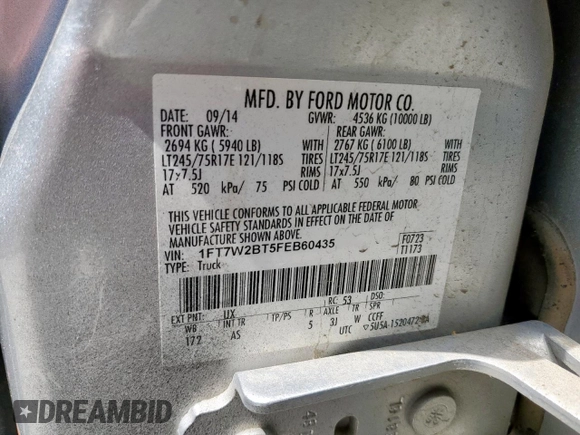 MFD. BY FORD MOTOR CO.
DATE: 09/14 GVWR: 4536 KG (10000 LB)
FRONT GAWR: REAR GAWR:
2694 KG ( 5940 LB) WITH 2767 KG ( 6100 LB) WITH
LT245/75R17E 121/118S TIRES LT245/75R17E 121/118S TIRES
17x7.5J RIMS 17x7.5J RIMS
AT 520 kPa/ 75 PSI COLD AT 550 kPa/ 80 PSI COLD
THIS VEHICLE CONFORMS TO ALL APPLICABLE FEDERAL MOTOR
VEHICLE SAFETY STANDARDS IN EFFECT ON THE DATE OF
MANUFACTURE SHOWN ABOVE.
VIN: 1FT7W2BT5FEB60435 F0723
TYPE: Truck T1173
EXT PNT: UX RC: 53 DSO:
WB INT TR TP/PS R AXLE TR SPR
172 AS 5 3J W CCFF
UTC
DREAMBID